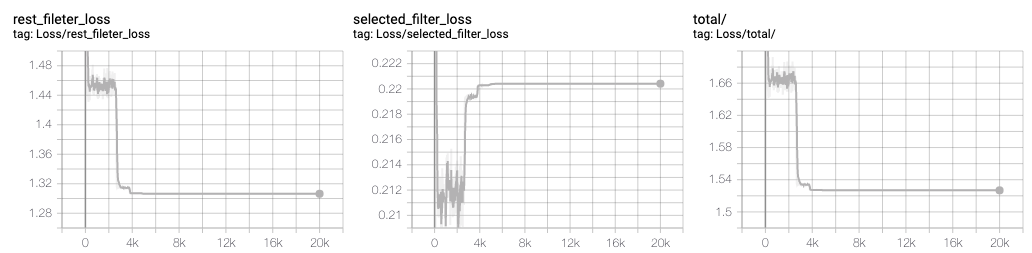 rest_fileter_loss
tag: Loss/rest_fileter_loss
1.48
1.44
1.4
1.36
1.32
1.28
0 4k 8k 12k 16k 20k
selected_filter_loss
tag: Loss/selected_filter_loss
0.222
0.22
0.218
0.216
0.214
0.212
0.21
0 4k 8k 12k 16k 20k
total/
tag: Loss/total/
1.66
1.62
1.58
1.54
1.5
0 4k 8k 12k 16k 20k